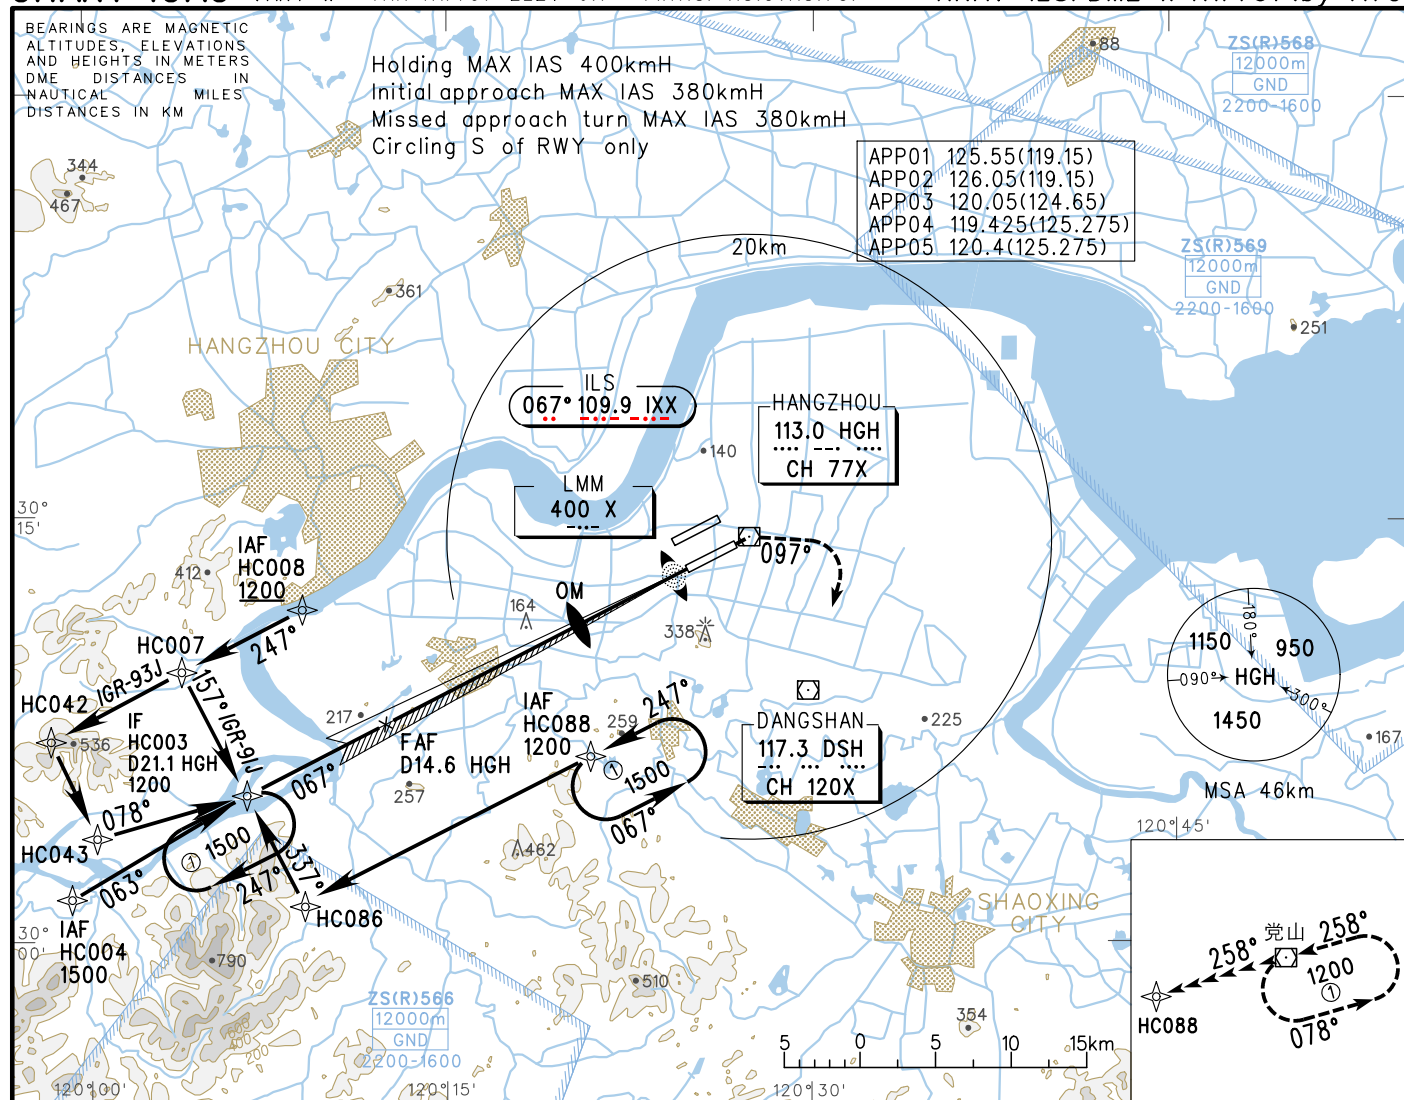 BEARINGS ARE MAGNETIC
ALTITUDES, ELEVATIONS
AND HEIGHTS IN METERS
DME DISTANCES IN
NAUTICAL MILES
DISTANCES IN KM
Holding MAX IAS 400kmH
Initial approach MAX IAS 380kmH
Missed approach turn MAX IAS 380kmH
Circling S of RWY only
88
ZS(R)568
12000m
GND
2200-1600
APP01 125.55(119.15)
APP02 126.05(119.15)
APP03 120.05(124.65)
APP04 119.425(125.275)
APP05 120.4(125.275)
344
467
20km
ZS(R)569
12000m
GND
2200-1600
361
251
HANGZHOU CITY
ILS
067° 109.9 IXX
HANGZHOU
113.0 HGH
CH 77X
140
LMM
400 X
30°
15'
097°
IAF
HC008
1200
412
OM
164
338
247°
HC007
IGR-93J
157°
IGR-91J
HC042
536
IF
HC003
D21.1 HGH
1200
217
FAF
D14.6 HGH
257
IAF
HC088
1200
259
247°
1
1500
067°
DANGSHAN
117.3 DSH
CH 120X
225
180°
1150
950
090°
HGH
300°
1450
MSA 46km
167
120°45'
067°
078°
HC043
1
1500
247°
337°
063°
HC086
462
IAF
HC004
1500
30°
00'
790
600
400
200
510
SHAOXING
CITY
354
ZS(R)566
12000m
GND
2200-1600
党山
258°
258°
1200
1
078°
HC088
5 0 5 10 15km
120°00'
120°15'
120°30'